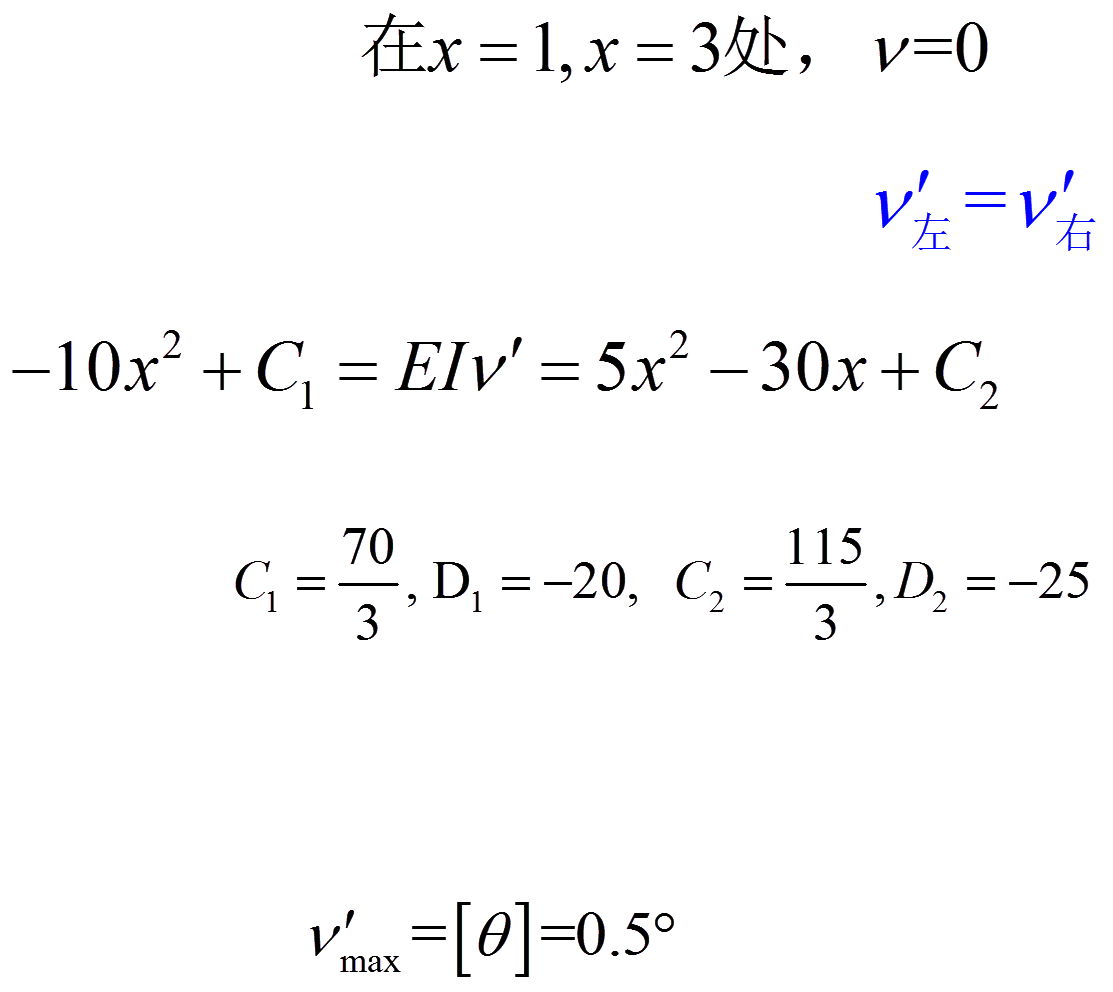 在x = 1, x = 3处， ν=0
ν′左 = ν′右
−10x² + C₁ = EIν′ = 5x² − 30x + C₂
C₁ = 70/3, D₁ = −20, C₂ = 115/3, D₂ = −25
ν′max =[θ]=0.5°